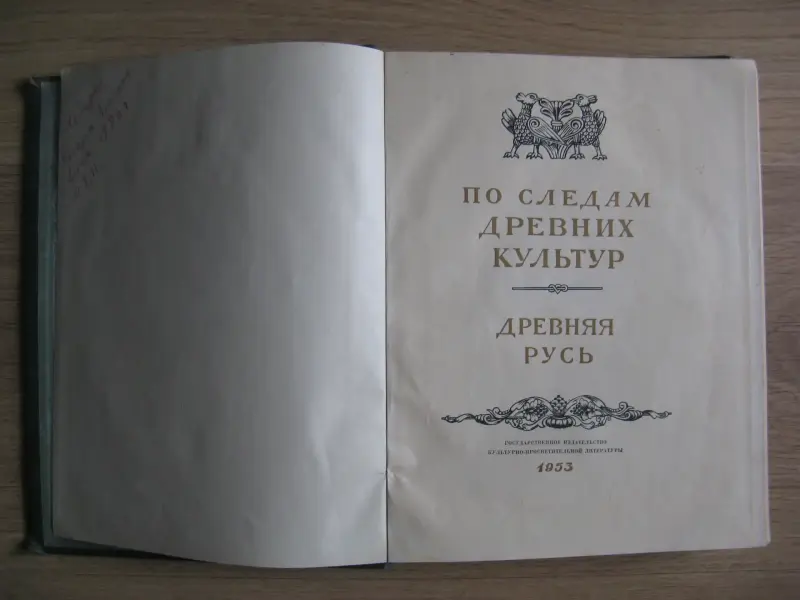 ПО СЛЕДАМ
ДРЕВНИХ
КУЛЬТУР
ДРЕВНЯЯ
РУСЬ
ГОСУДАРСТВЕННОЕ ИЗДАТЕЛЬСТВО
КУЛЬТУРНО-ПРОСВЕТИТЕЛЬНОЙ ЛИТЕРАТУРЫ
1953